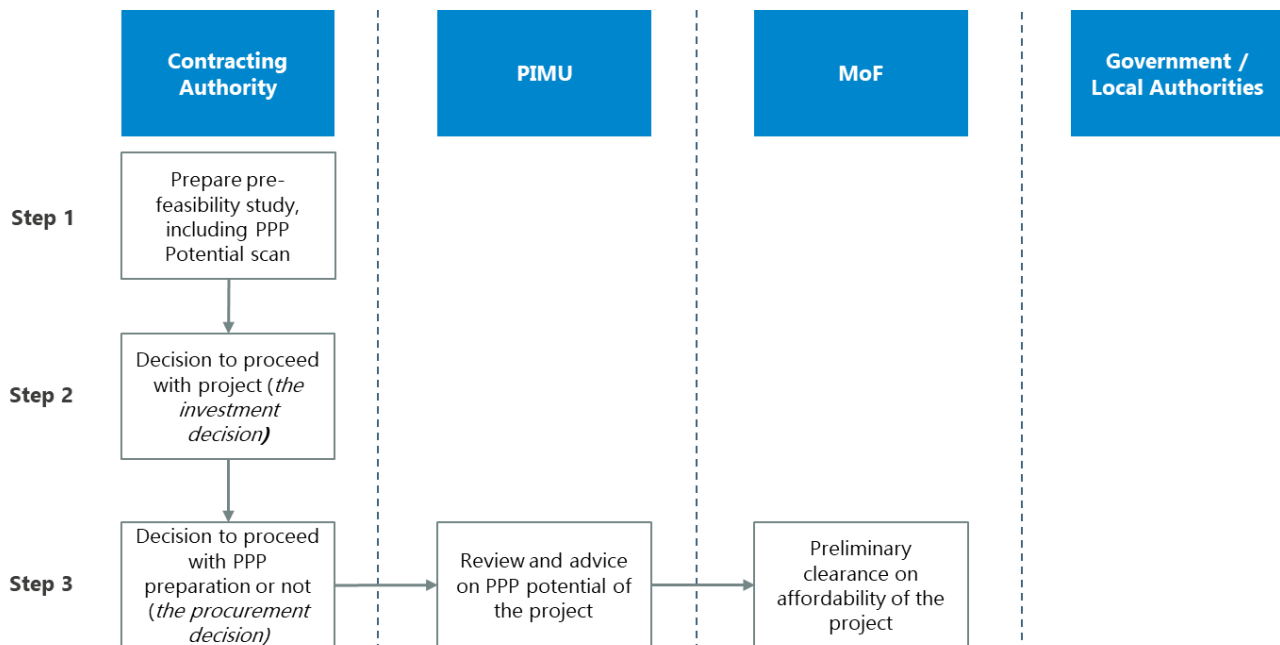 Contracting
Authority
PIMU
MoF
Government /
Local Authorities
Step 1
Prepare pre-
feasibility study,
including PPP
Potential scan
Step 2
Decision to proceed
with project (the
investment
decision)
Step 3
Decision to proceed
with PPP
preparation or not
(the procurement
decision)
Review and advice
on PPP potential of
the project
Preliminary
clearance on
affordability of the
project